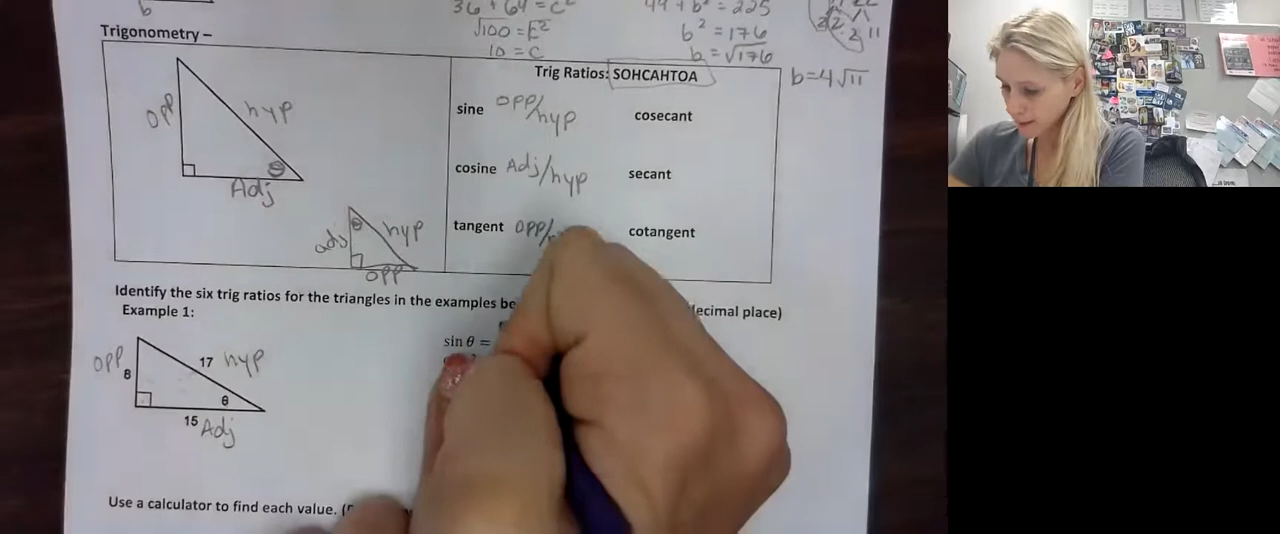 b
36 + 64 = c²
√100 = √c²
10 = c
49 + b² = 225
b² = 176
b = √176
b = 4√11
Trigonometry –
opp
hyp
θ
Adj
adj
θ
hyp
opp
Trig Ratios: SOHCAHTOA
sine opp/hyp cosecant
cosine Adj/hyp secant
tangent opp/ cotangent
Identify the six trig ratios for the triangles in the examples be
ecimal place)
Example 1:
opp
8
17 hyp
θ
15 Adj
sin θ =
Use a calculator to find each value.